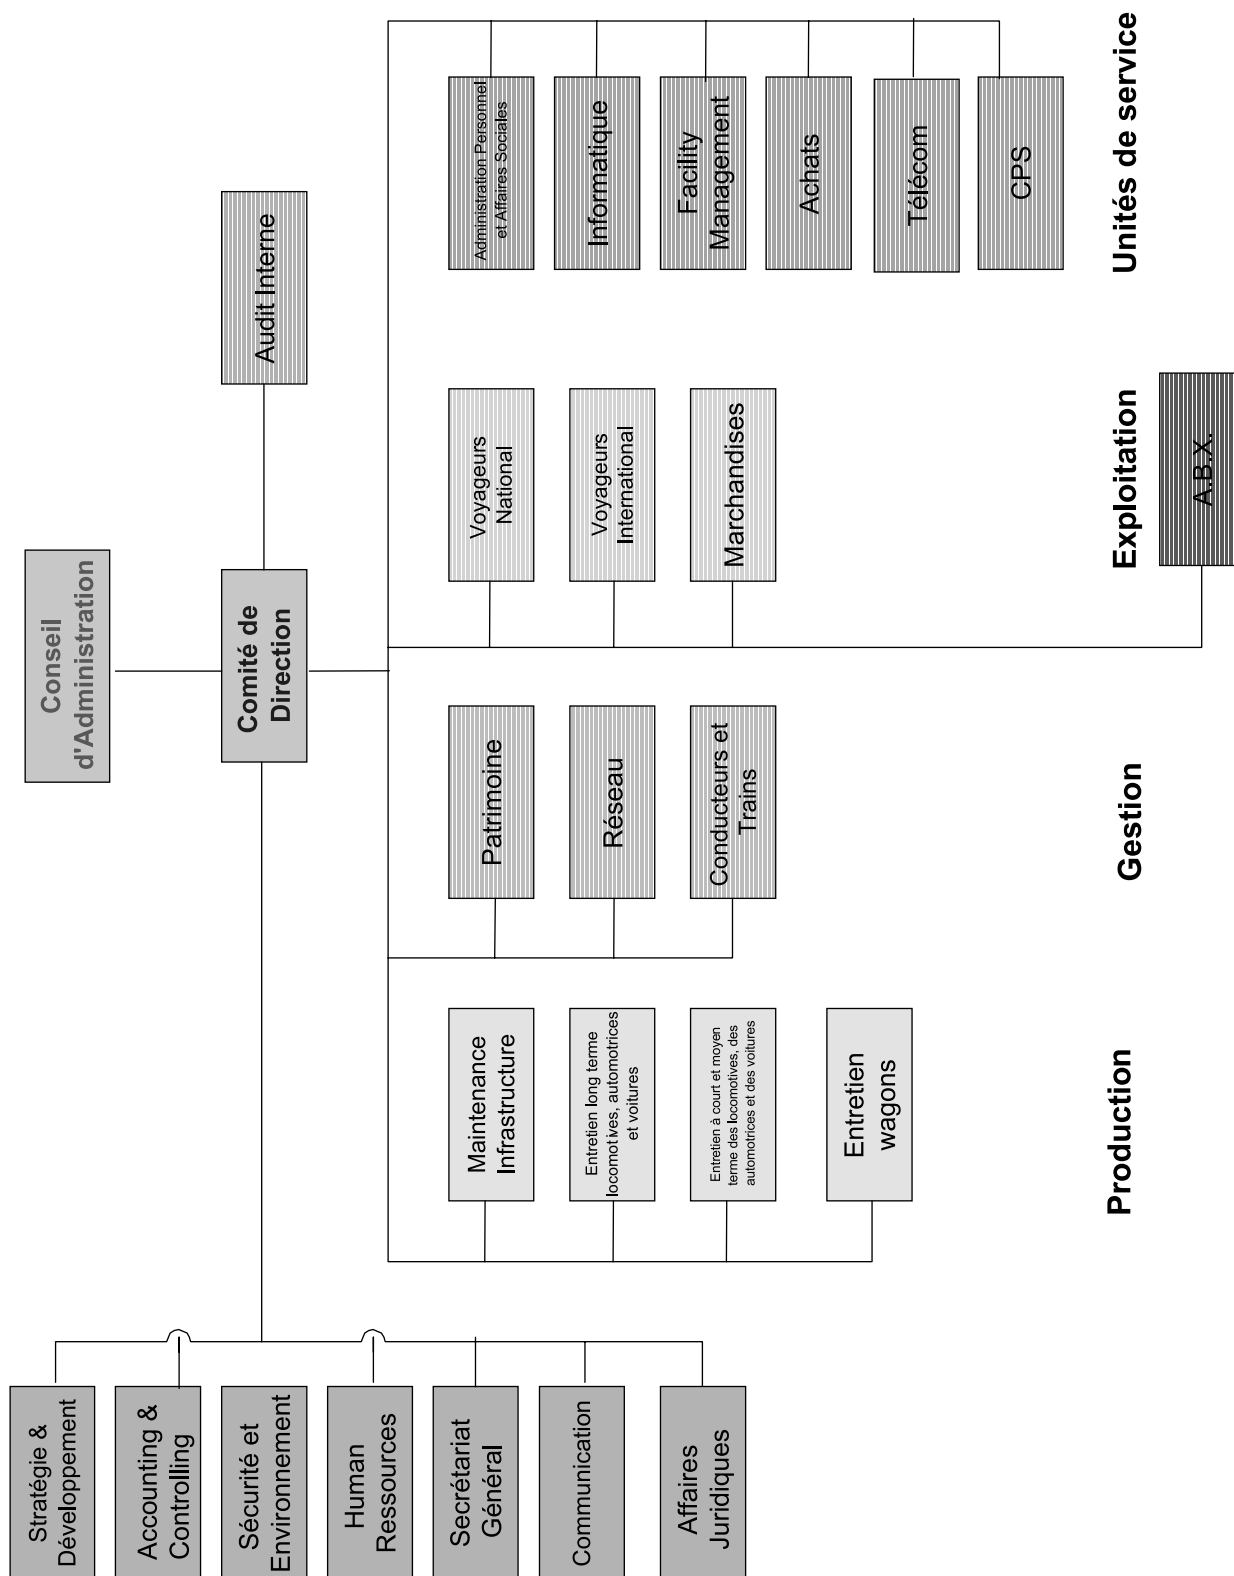 Conseil
d'Administration
Comité de
Direction
Audit Interne
Stratégie &
Développement
Accounting &
Controlling
Sécurité et
Environnement
Human
Ressources
Secrétariat
Général
Communication
Affaires
Juridiques
Maintenance
Infrastructure
Entretien long terme
locomotives, automotrices
et voitures
Entretien à court et moyen
terme des locomotives, des
automotrices et des voitures
Entretien
wagons
Production
Patrimoine
Réseau
Conducteurs et
Trains
Gestion
Voyageurs
National
Voyageurs
International
Marchandises
Exploitation
A.B.X.
Administration Personnel
et Affaires Sociales
Informatique
Facility
Management
Achats
Télécom
CPS
Unités de service